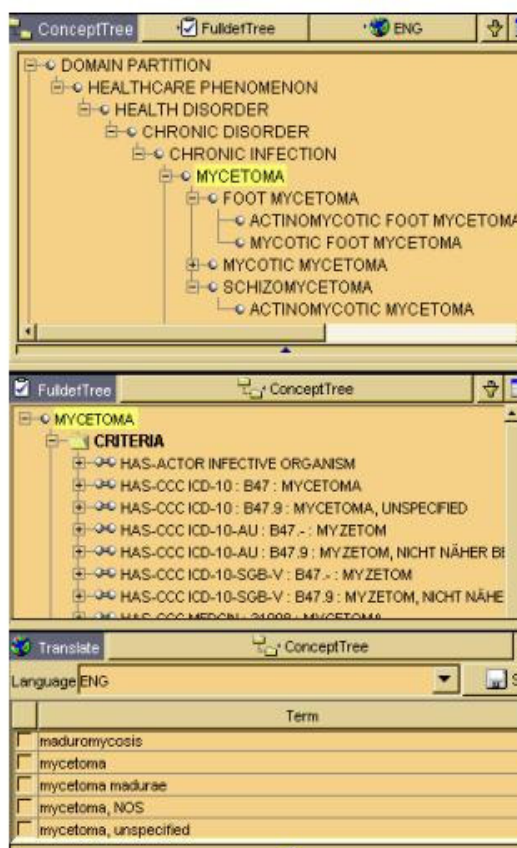 ConceptTree FulldefTree ENG
DOMAIN PARTITION
HEALTHCARE PHENOMENON
HEALTH DISORDER
CHRONIC DISORDER
CHRONIC INFECTION
MYCETOMA
FOOT MYCETOMA
ACTINOMYCOTIC FOOT MYCETOMA
MYCOTIC FOOT MYCETOMA
MYCOTIC MYCETOMA
SCHIZOMYCETOMA
ACTINOMYCOTIC MYCETOMA
FulldefTree ConceptTree
MYCETOMA
CRITERIA
HAS-ACTOR INFECTIVE ORGANISM
HAS-CCC ICD-10 : B47 : MYCETOMA
HAS-CCC ICD-10 : B47.9 : MYCETOMA, UNSPECIFIED
HAS-CCC ICD-10-AU : B47.- : MYZETOM
HAS-CCC ICD-10-AU : B47.9 : MYZETOM, NICHT NÄHER BE
HAS-CCC ICD-10-SGB-V : B47.- : MYZETOM
HAS-CCC ICD-10-SGB-V : B47.9 : MYZETOM, NICHT NÄHE
HAS-CCC MEDCIN : MYCETOMA
Translate ConceptTree
Language ENG S
Term
maduromycosis
mycetoma
mycetoma madurae
mycetoma, NOS
mycetoma, unspecified